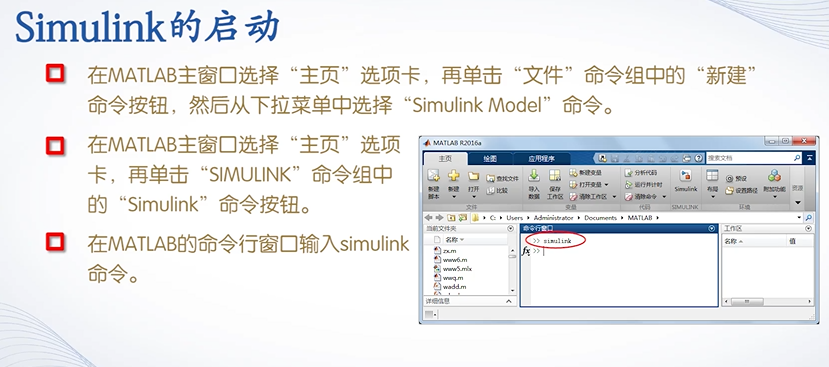 Simulink的启动
在MATLAB主窗口选择“主页”选项卡，再单击“文件”命令组中的“新建”
命令按钮，然后从下拉菜单中选择“Simulink Model”命令。
在MATLAB主窗口选择“主页”选项
卡，再单击“SIMULINK”命令组中
的“Simulink”命令按钮。
在MATLAB的命令行窗口输入simulink
命令。
MATLAB R2016a
主页 绘图 应用程序 搜索文档
新建脚本 新建 打开 查找文件 比较 导入数据 保存工作区 新建变量 打开变量 清除工作区 分析代码 运行并计时 清除命令 Simulink 布局 预设 设置路径 附加功能 资源
文件 变量 代码 SIMULINK 环境
C: Users Administrator Documents MATLAB
当前文件夹 命令行窗口 工作区
名称 >> simulink 名称 值
zx.m fx >>
www6.m
www5.mlx
wwq.m
wadd.m
详细信息